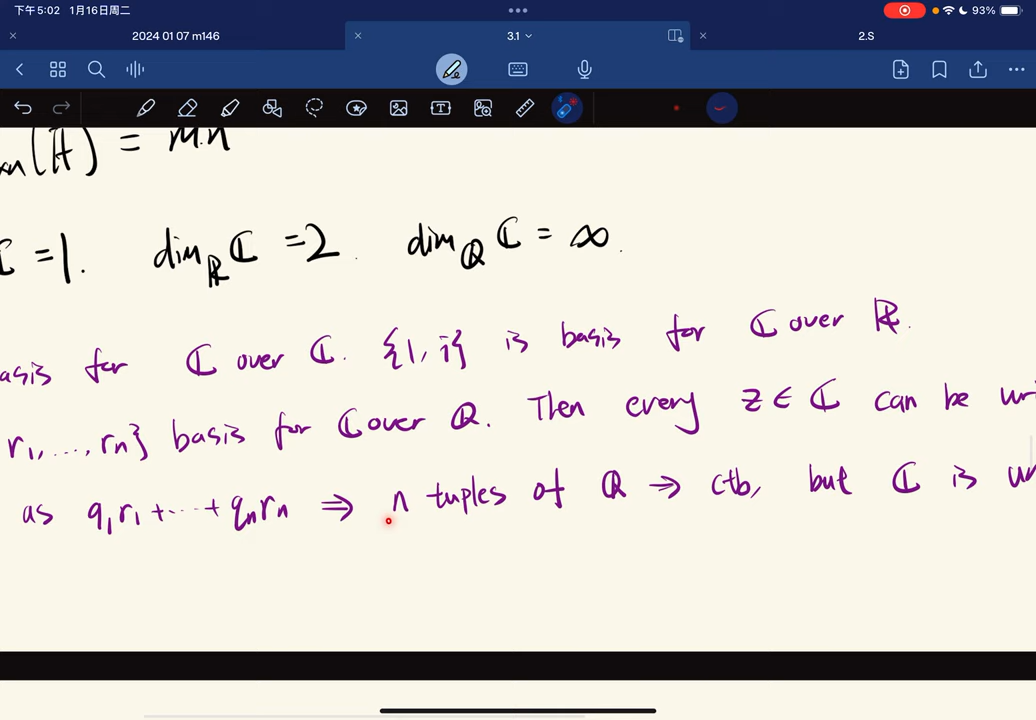 下午5:02 1月16日周二
93%
2024 01 07 m146
3.1
2.S
(𝔽) = m.n
ℂ = 1. dim_ℝ ℂ = 2 . dim_ℚ ℂ = ∞ .
asis for ℂ over ℂ. {1, i} is basis for ℂ over ℝ.
r₁, ..., rₙ} basis for ℂ over ℚ. Then every z ∈ ℂ can be wr
as q₁r₁ + ··· + qₙrₙ ⇒ n tuples of ℚ ⇒ ctb, but ℂ is un